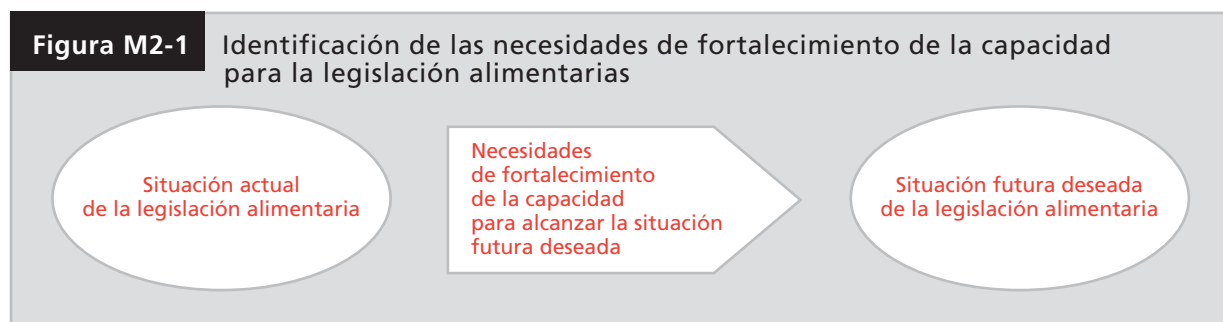 Figura M2-1
Identificación de las necesidades de fortalecimiento de la capacidad
para la legislación alimentarias
Situación actual
de la legislación alimentaria
Necesidades
de fortalecimiento
de la capacidad
para alcanzar la situación
futura deseada
Situación futura deseada
de la legislación alimentaria